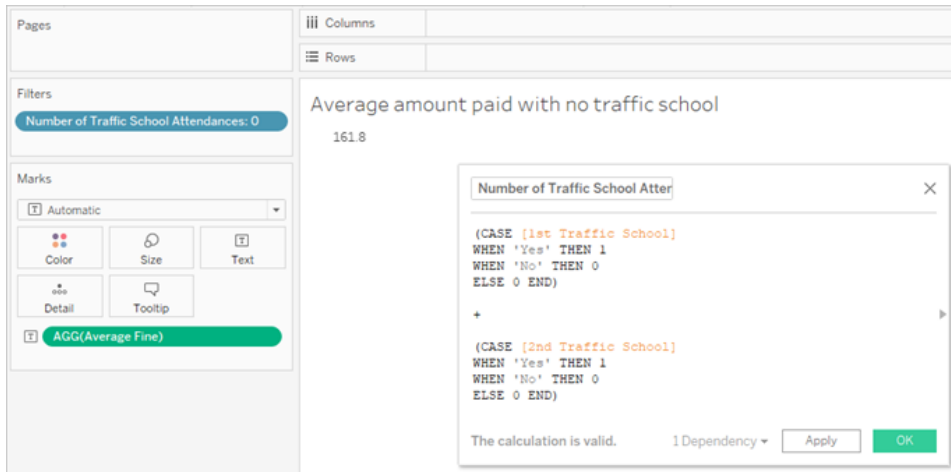 Pages
iii Columns
Rows
Filters
Number of Traffic School Attendances: 0
Average amount paid with no traffic school
161.8
Marks
T Automatic
Color
Size
T
Text
Detail
Tooltip
T AGG(Average Fine)
Number of Traffic School Atter
(CASE [1st Traffic School]
WHEN 'Yes' THEN 1
WHEN 'No' THEN 0
ELSE 0 END)
+
(CASE [2nd Traffic School]
WHEN 'Yes' THEN 1
WHEN 'No' THEN 0
ELSE 0 END)
The calculation is valid.
1 Dependency
Apply
OK